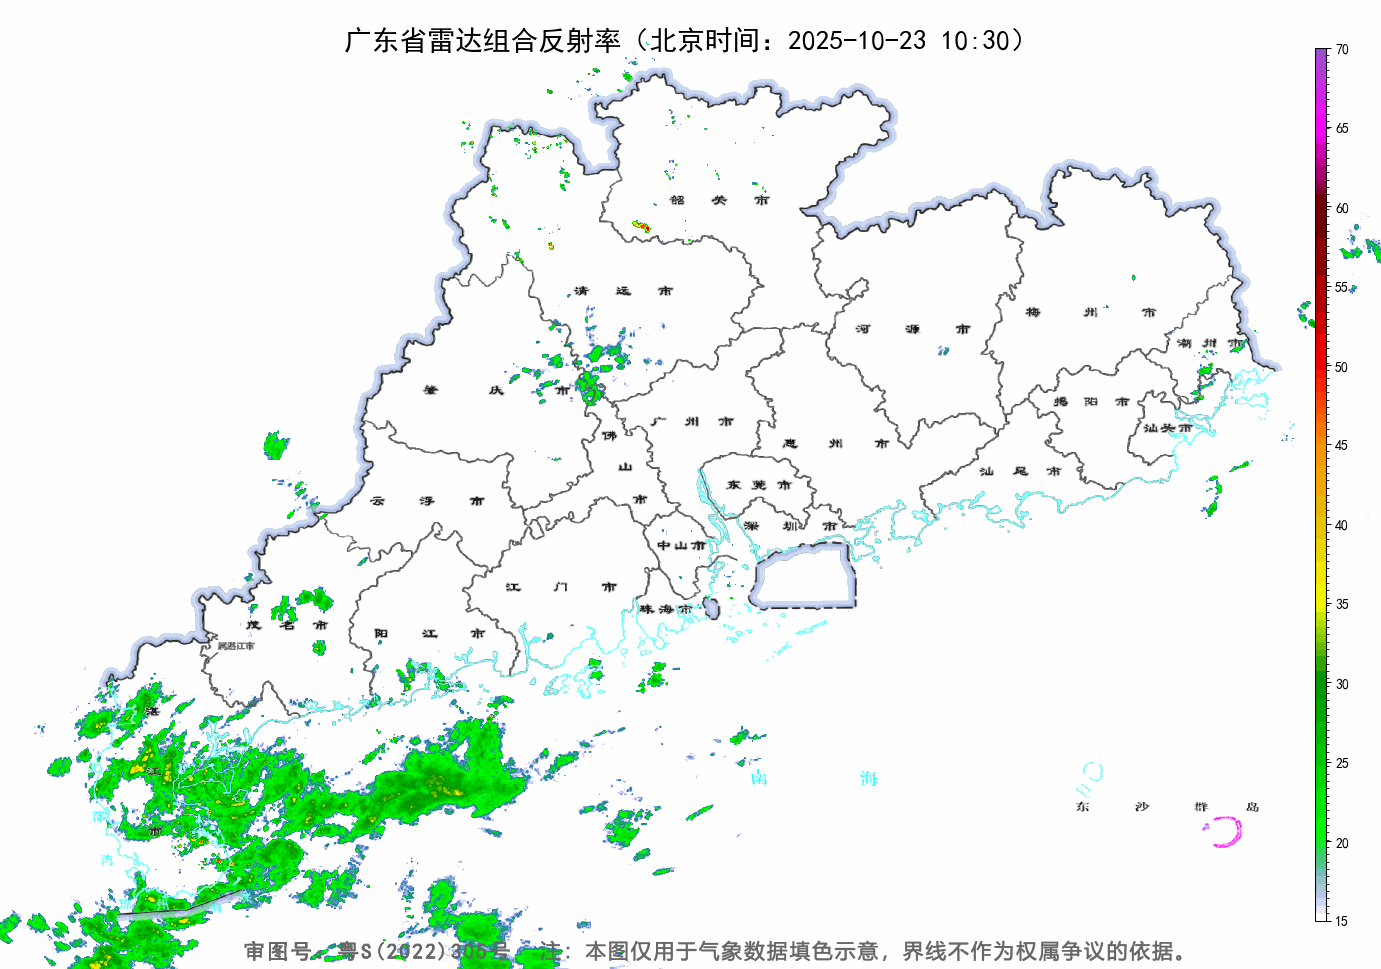 广东省雷达组合反射率（北京时间：2025-10-23 10:30）
70
65
60
55
50
45
40
35
30
25
20
15
韶关市
清远市
河源市
梅州市
潮州市
肇庆市
广州市
揭阳市
汕头市
佛山市
惠州市
汕尾市
云浮市
东莞市
深圳市
中山市
江门市
珠海市
茂名市
阳江市
属湛江市
湛江市
南海
东沙群岛
湾
审图号：粤S(2022)306号 注：本图仅用于气象数据填色示意，界线不作为权属争议的依据。